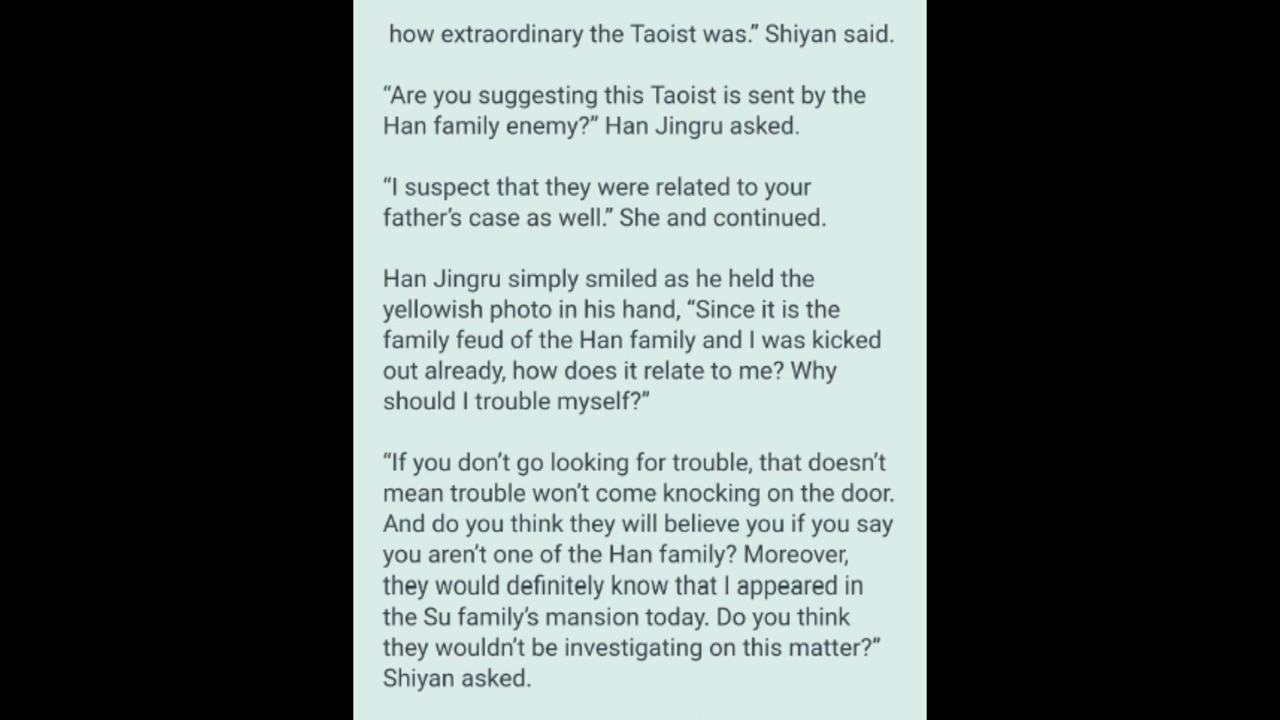 how extraordinary the Taoist was.” Shiyan said.
“Are you suggesting this Taoist is sent by the
Han family enemy?” Han Jingru asked.
“I suspect that they were related to your
father’s case as well.” She and continued.
Han Jingru simply smiled as he held the
yellowish photo in his hand, “Since it is the
family feud of the Han family and I was kicked
out already, how does it relate to me? Why
should I trouble myself?”
“If you don’t go looking for trouble, that doesn’t
mean trouble won’t come knocking on the door.
And do you think they will believe you if you say
you aren’t one of the Han family? Moreover,
they would definitely know that I appeared in
the Su family’s mansion today. Do you think
they wouldn’t be investigating on this matter?”
Shiyan asked.